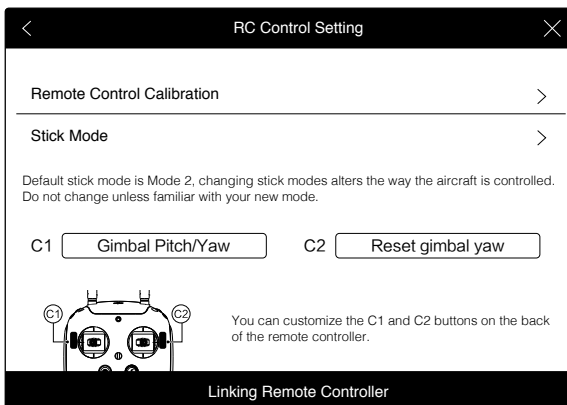 RC Control Setting
Remote Control Calibration
Stick Mode
Default stick mode is Mode 2, changing stick modes alters the way the aircraft is controlled.
Do not change unless familiar with your new mode.
C1 Gimbal Pitch/Yaw C2 Reset gimbal yaw
C1 C2
You can customize the C1 and C2 buttons on the back
of the remote controller.
Linking Remote Controller